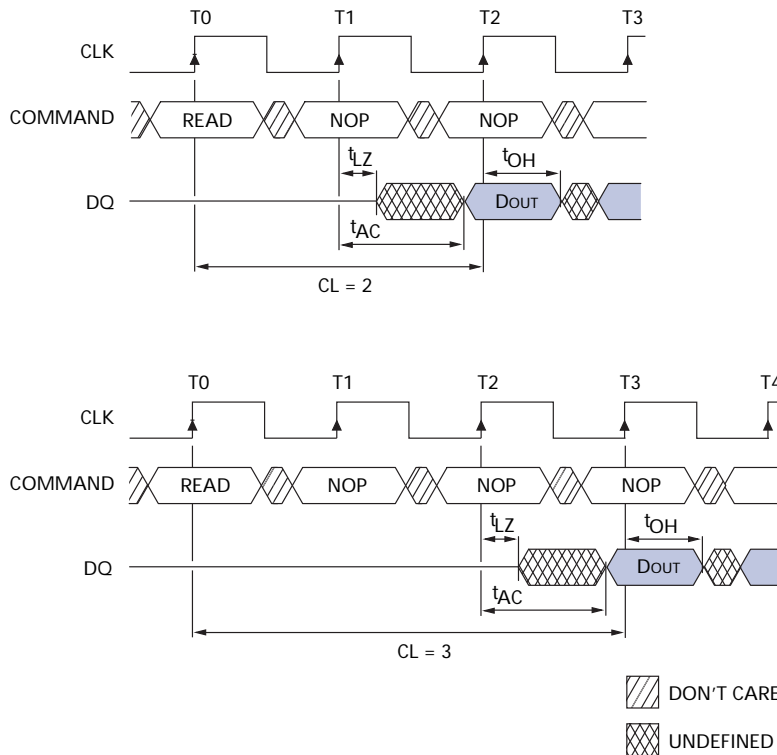 T0 T1 T2 T3
CLK
COMMAND READ NOP NOP
tLZ tOH
DQ DOUT
tAC
CL = 2
T0 T1 T2 T3 T4
CLK
COMMAND READ NOP NOP NOP
tLZ tOH
DQ DOUT
tAC
CL = 3
DON'T CARE
UNDEFINED